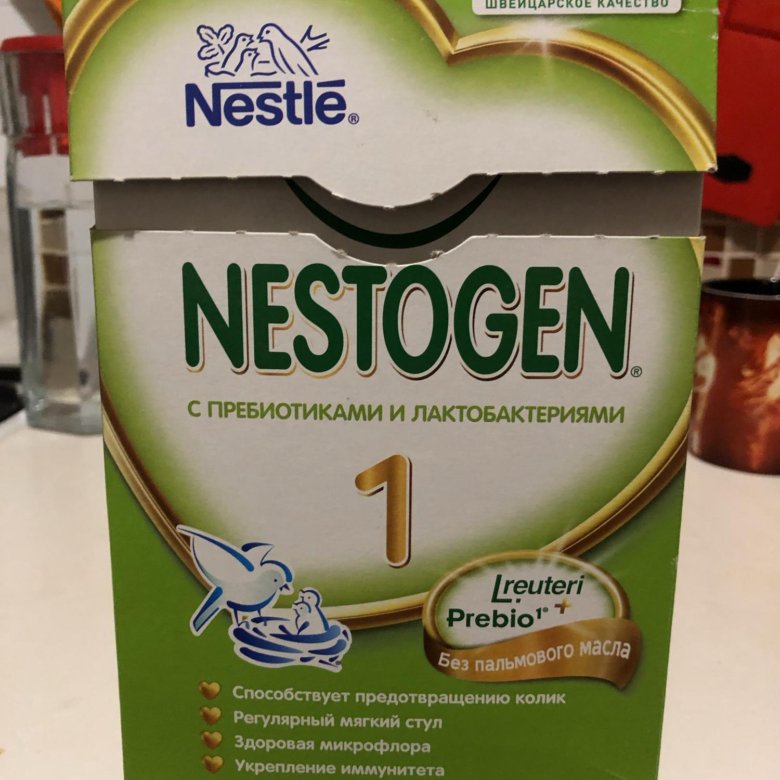 ШВЕЙЦАРСКОЕ КАЧЕСТВО
Nestlé®
NESTOGEN®
С ПРЕБИОТИКАМИ И ЛАКТОБАКТЕРИЯМИ
1
L.reuteri
+
Prebio1®
Без пальмового масла
Способствует предотвращению колик
Регулярный мягкий стул
Здоровая микрофлора
Укрепление иммунитета